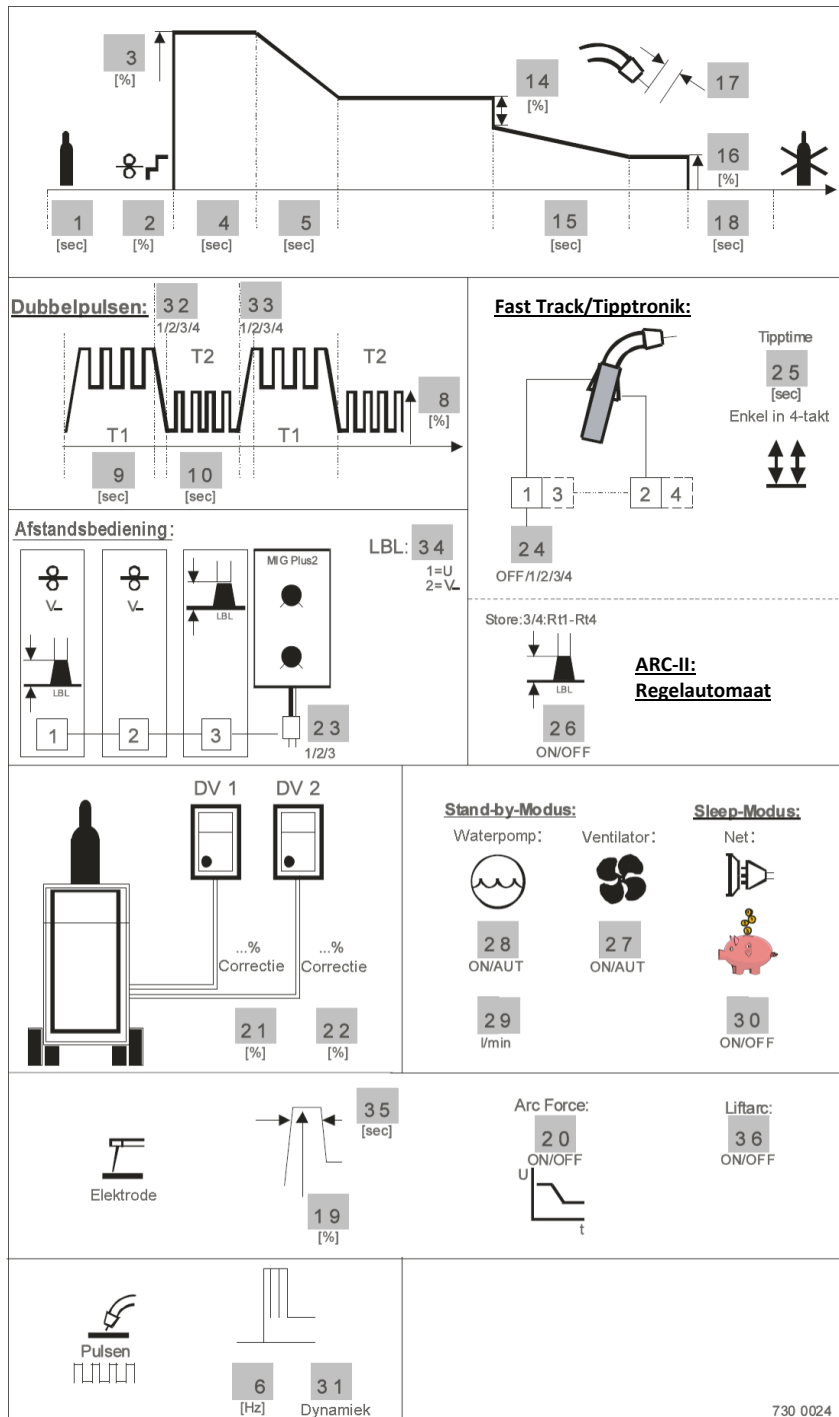 3
[%]
14
[%]
17
16
[%]
1
[sec]
2
[%]
4
[sec]
5
[sec]
15
[sec]
18
[sec]
Dubbelpulsen:
32
1/2/3/4
33
1/2/3/4
T2
T2
T1
T1
8
[%]
9
[sec]
10
[sec]
Fast Track/Tipptronik:
Tipptime
25
[sec]
Enkel in 4-takt
1 3
2 4
24
OFF/1/2/3/4
Afstandsbediening:
LBL: 34
1=U
2=V
MIG Plus2
V
V
LBL
LBL
1
2
3
23
1/2/3
Store:3/4:Rt1-Rt4
LBL
26
ON/OFF
ARC-II:
Regelautomaat
DV 1
DV 2
...%
Correctie
...%
Correctie
21
[%]
22
[%]
Stand-by-Modus:
Sleep-Modus:
Waterpomp:
Ventilator:
Net:
28
ON/AUT
27
ON/AUT
29
l/min
30
ON/OFF
Elektrode
35
[sec]
19
[%]
Arc Force:
20
ON/OFF
U
t
Liftarc:
36
ON/OFF
Pulsen
6
[Hz]
31
Dynamiek
730 0024